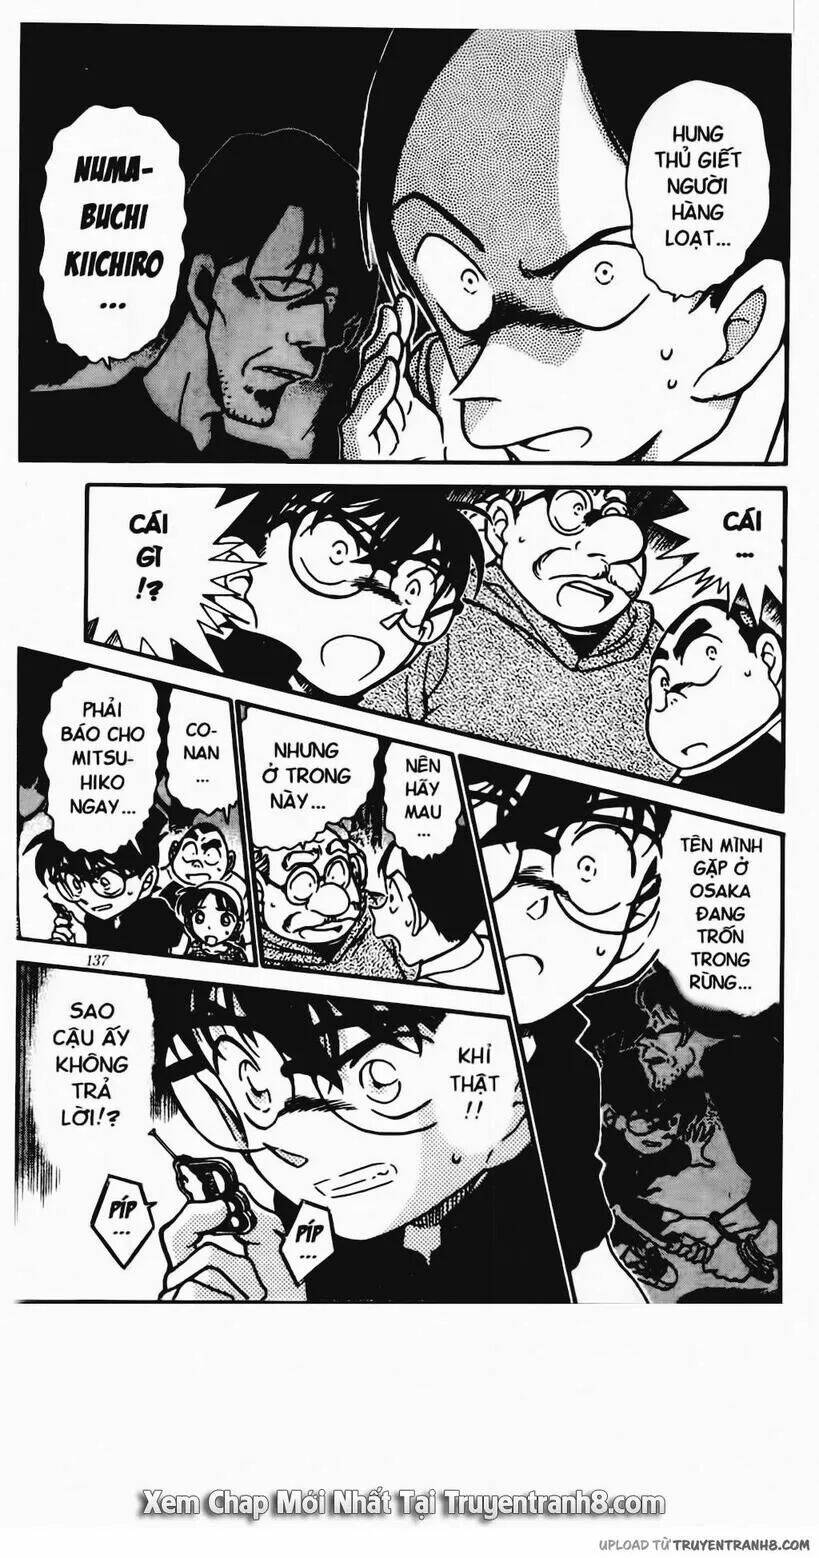 HUNG
THỦ GIẾT
NGƯỜI
HÀNG
LOẠT...
NUMA-
BUCHI
KIICHIRO
...
CÁI
...
CÁI
GÌ
!?
TÊN MÌNH
GẶP Ở
OSAKA
ĐANG
TRỐN
TRONG
RỪNG...
NÊN
HÃY
MAU
...
NHƯNG
Ở TRONG
NÀY...
CO-
NAN
...
PHẢI
BÁO CHO
MITSU-
HIKO
NGAY...
137
KHỈ
THẬT
!!
SAO
CẬU ẤY
KHÔNG
TRẢ
LỜI!?
PÍP
...
PÍP
...
Xem Chap Mới Nhất Tại Truyentranh8.com
UPLOAD TỪ TRUYENTRANH8.COM